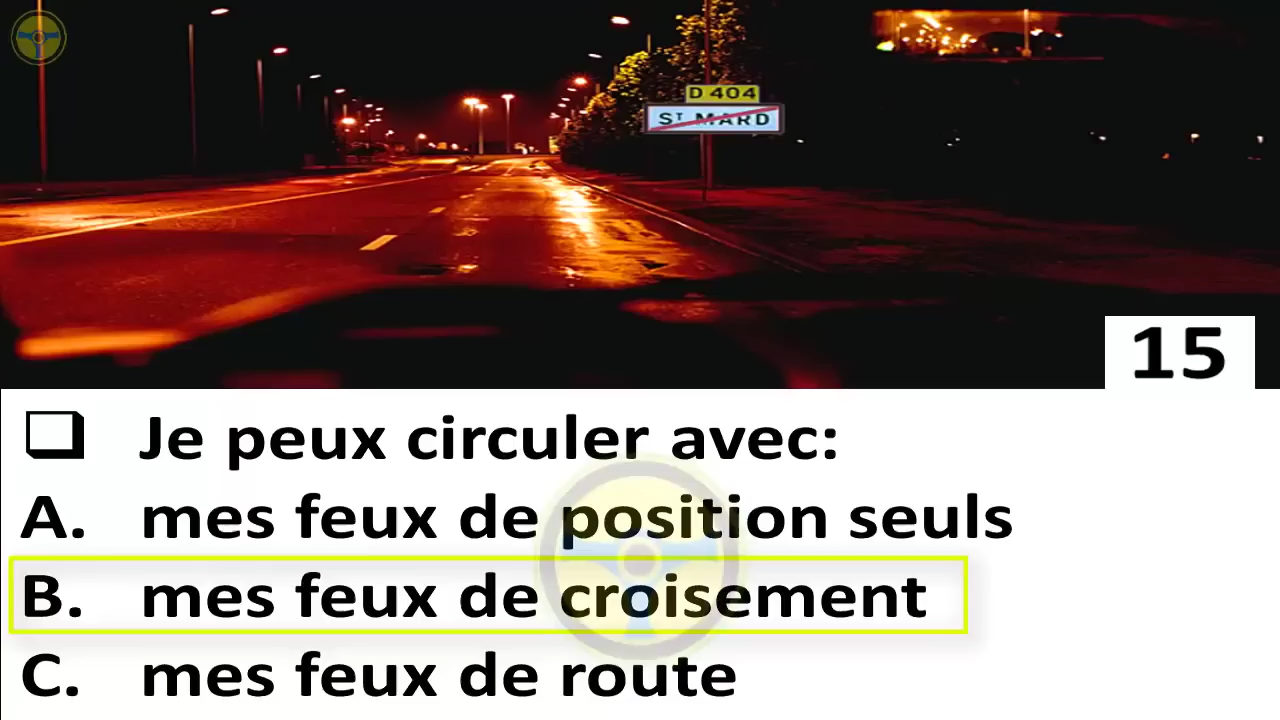 D 404
ST MARD
15
❑ Je peux circuler avec:
A. mes feux de position seuls
B. mes feux de croisement
C. mes feux de route